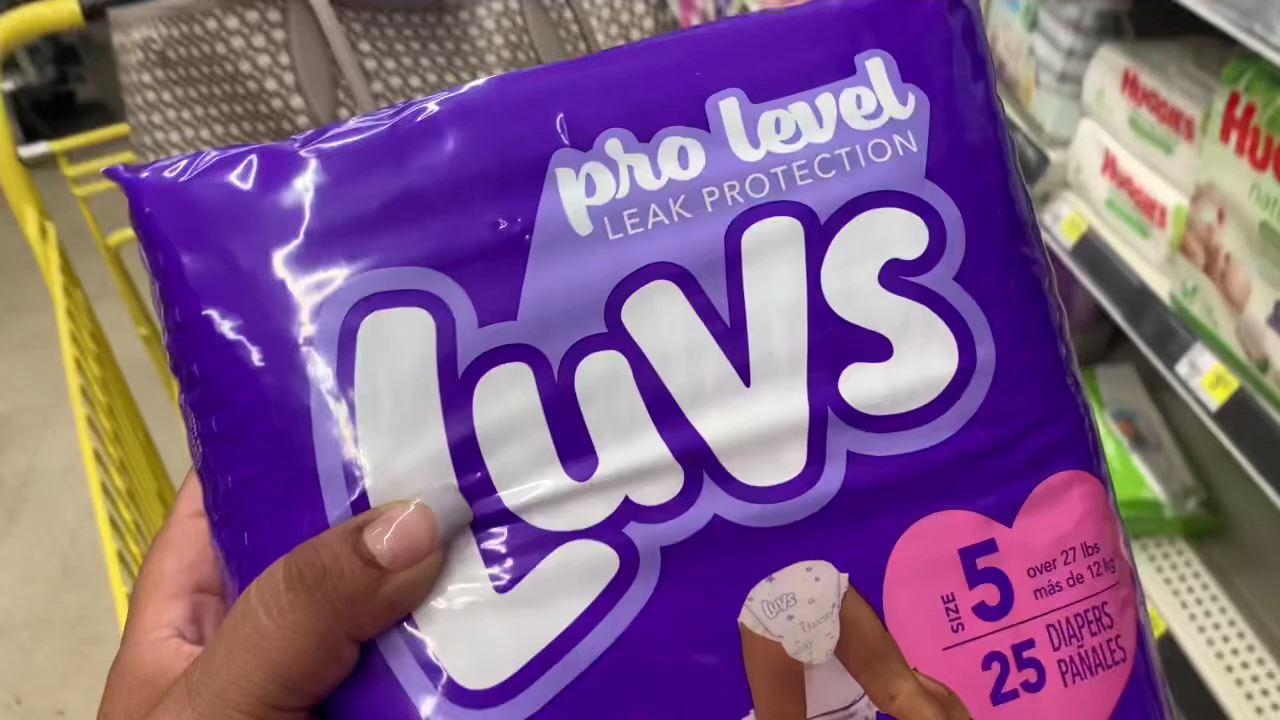 pro level
LEAK PROTECTION
Luvs
SIZE 5
over 27 lbs
más de 12 kg
25 DIAPERS
PAÑALES
Luvs
HUGGIES
HUGGIES